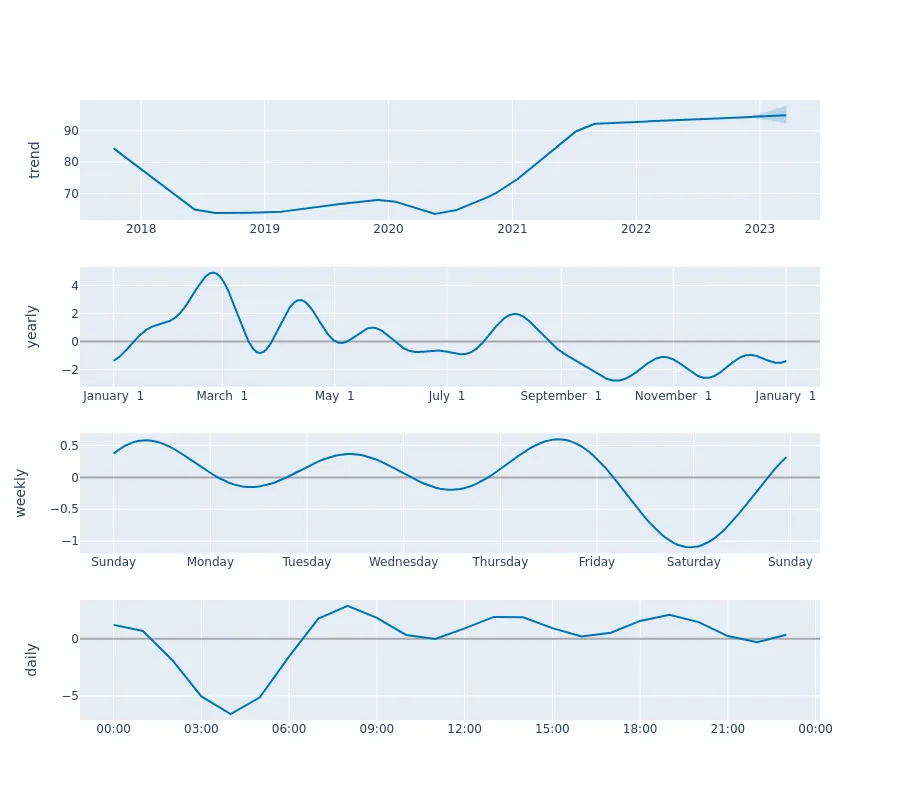 trend
90
80
70
2018 2019 2020 2021 2022 2023
yearly
4
2
0
−2
January 1 March 1 May 1 July 1 September 1 November 1 January 1
weekly
0.5
0
−0.5
−1
Sunday Monday Tuesday Wednesday Thursday Friday Saturday Sunday
daily
0
−5
00:00 03:00 06:00 09:00 12:00 15:00 18:00 21:00 00:00